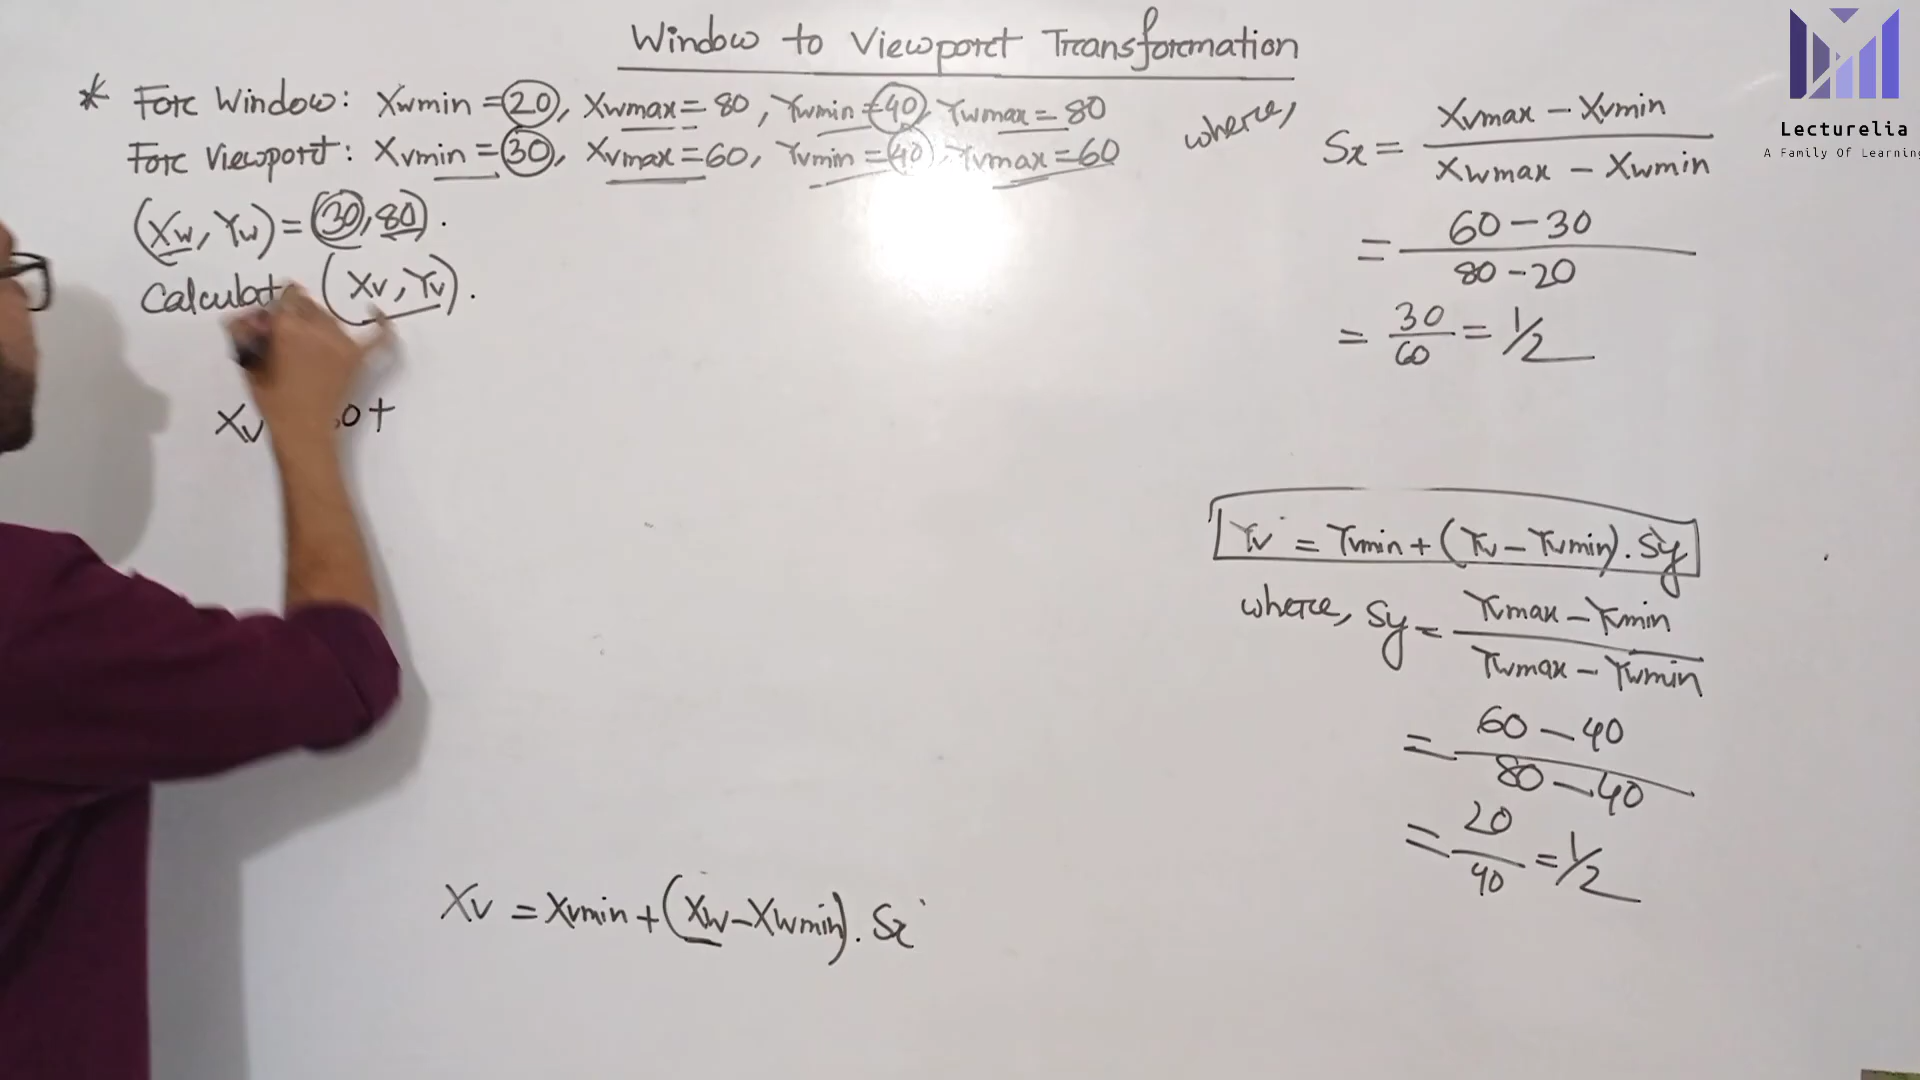 Window to Viewport Transformation
* For Window: Xwmin = 20, Xwmax = 80, Ywmin = 40, Ywmax = 80
For Viewport: Xvmin = 30, Xvmax = 60, Yvmin = 40, Yvmax = 60
(Xw, Yw) = (30, 80).
Calculate (Xv, Yv).
Xv 0 +
Xv = Xvmin + (Xw - Xwmin) . Sx
where,
Sx = Xvmax - Xvmin
Xwmax - Xwmin
= 60 - 30
80 - 20
= 30/60 = 1/2
Yv = Yvmin + (Yw - Ywmin) . Sy
where, Sy = Yvmax - Yvmin
Ywmax - Ywmin
= 60 - 40
80 - 40
= 20/40 = 1/2
Lecturelia
A Family Of Learning